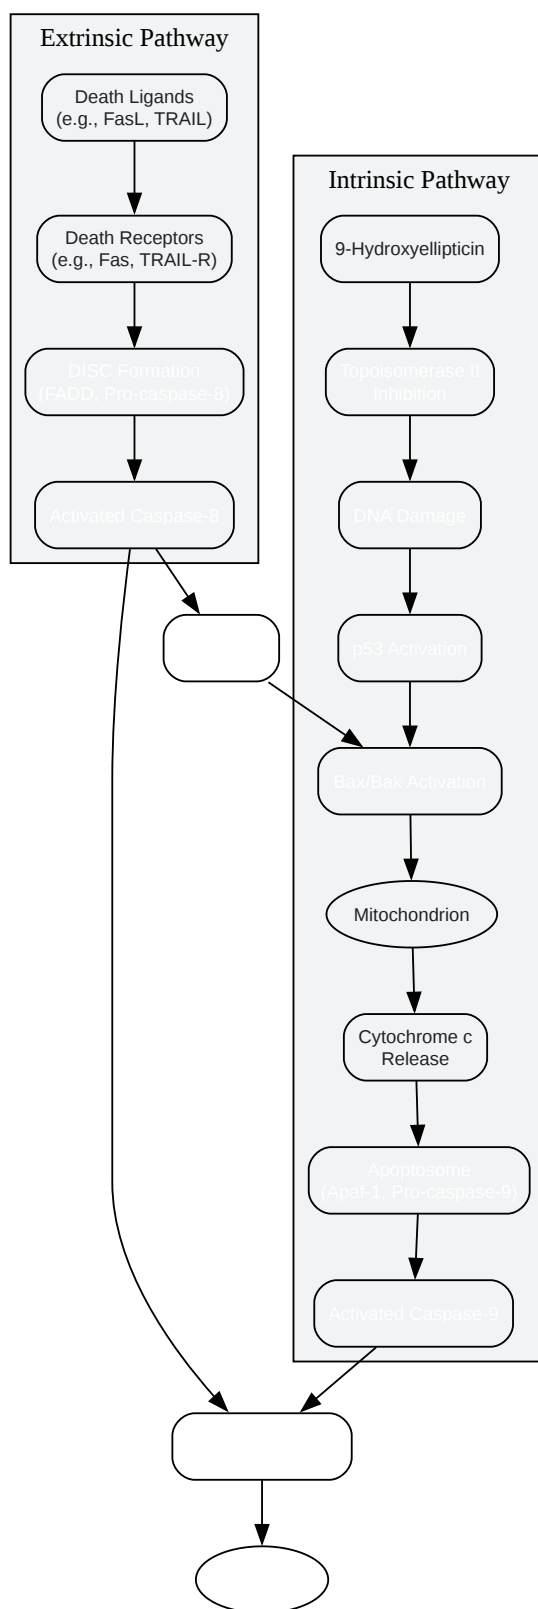 Extrinsic Pathway
Death Ligands
(e.g., FasL, TRAIL)
Death Receptors
(e.g., Fas, TRAIL-R)
DISC Formation
(FADD, Pro-caspase-8)
Activated Caspase-8
Intrinsic Pathway
9-Hydroxyellipticin
Topoisomerase II
Inhibition
DNA Damage
p53 Activation
Bax/Bak Activation
Mitochondrion
Cytochrome c
Release
Apoptosome
(Apaf-1, Pro-caspase-9)
Activated Caspase-9